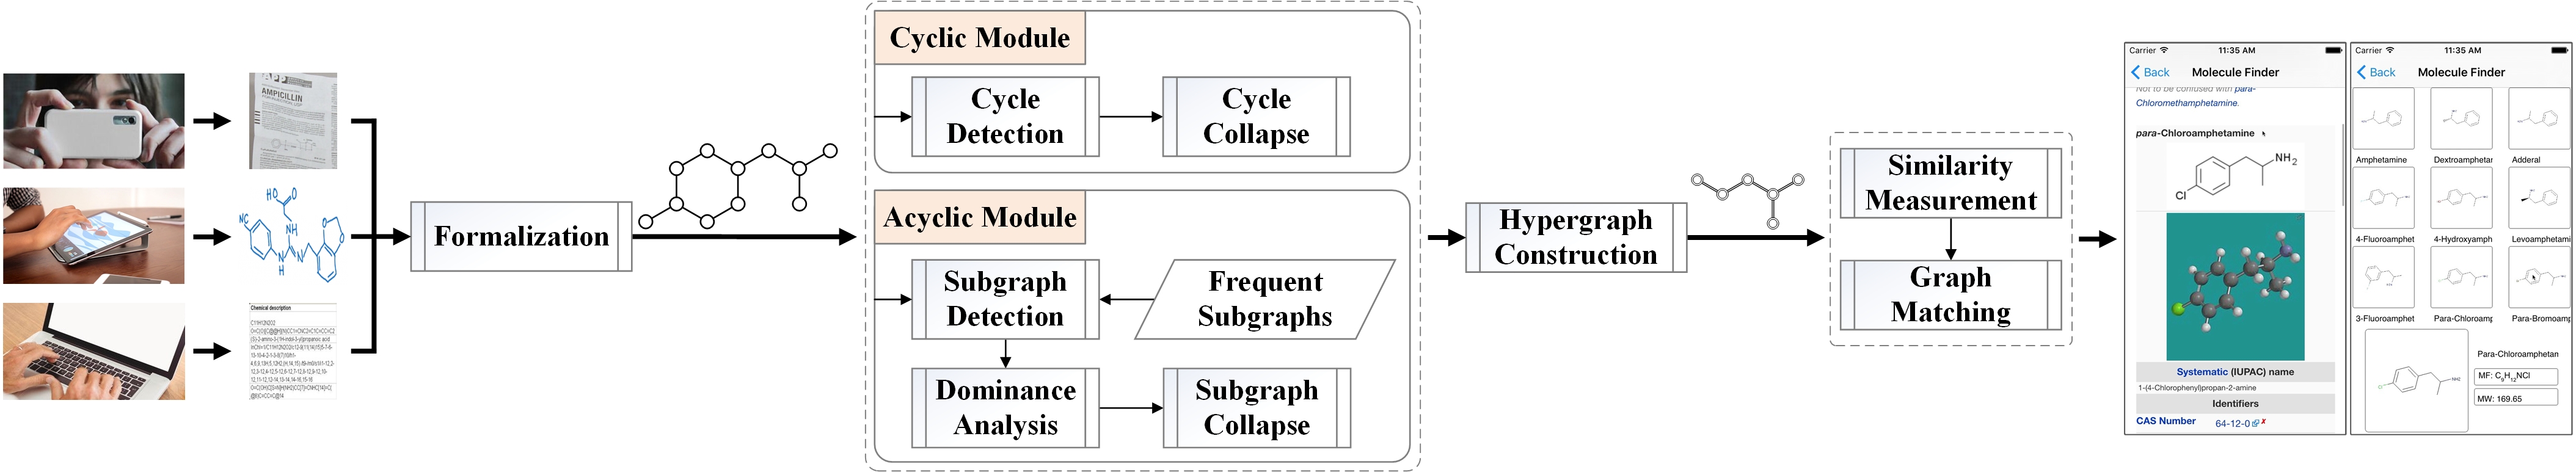 AMPICILLIN
HO
O
NC
NH
N
N
H
O
O
Chemical description
C11H12N2O2
Formalization
Cyclic Module
Cycle
Detection
Cycle
Collapse
Acyclic Module
Subgraph
Detection
Frequent
Subgraphs
Dominance
Analysis
Subgraph
Collapse
Hypergraph
Construction
Similarity
Measurement
Graph
Matching
Carrier 11:35 AM
Back Molecule Finder
Not to be confused with para-
Chloromethamphetamine.
para-Chloroamphetamine
NH2
Cl
Systematic (IUPAC) name
1-(4-Chlorophenyl)propan-2-amine
Identifiers
CAS Number 64-12-0
Carrier 11:35 AM
Back Molecule Finder
Amphetamine Dextroamphetar Adderal
4-Fluoroamphet 4-Hydroxyamph Levoamphetami
3-Fluoroamphet Para-Chloroamp Para-Bromoamp
Para-Chloroamphetan
MF: C9H12NCl
MW: 169.65